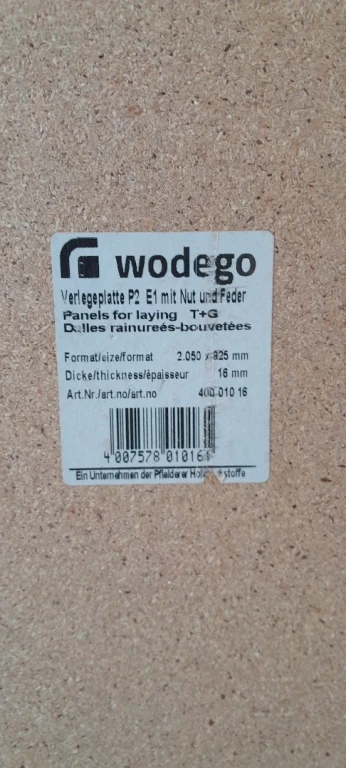 wodego
Verlegeplatte P2 E1 mit Nut und Feder
Panels for laying T+G
Dalles rainureés-bouvetées
Format/size/format 2.050 x 925 mm
Dicke/thickness/épaisseur 16 mm
Art.Nr./art.no/art.no 400 010 16
4 007578 010161
Ein Unternehmen der Pfleiderer